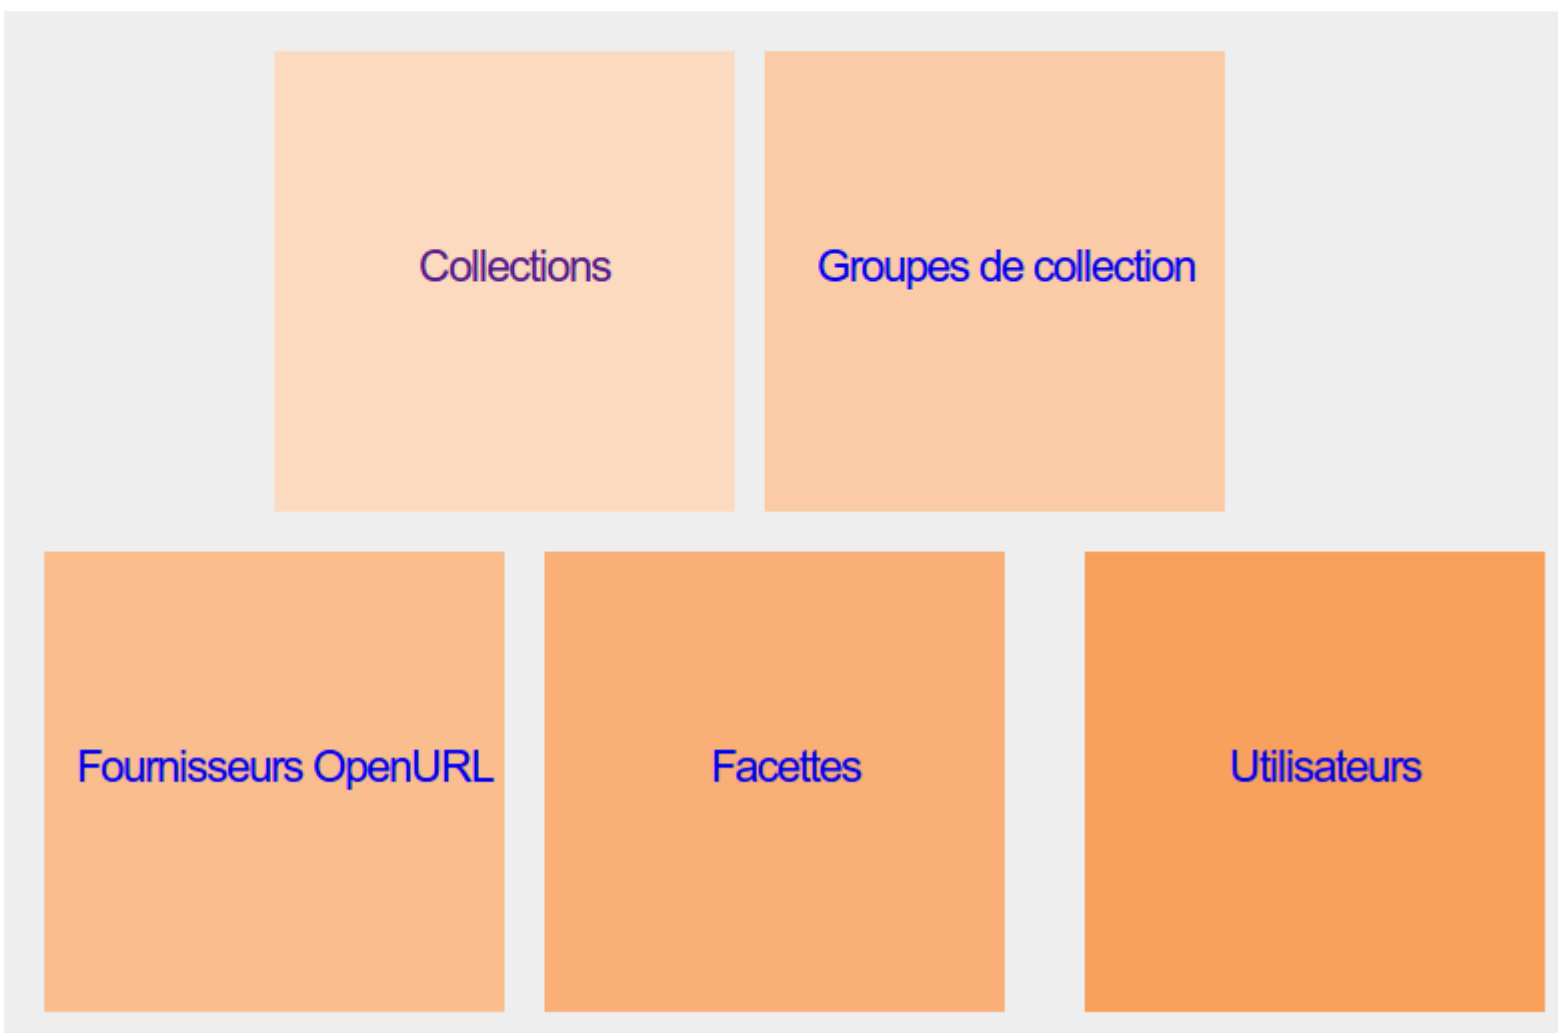 Collections
Groupes de collection
Fournisseurs OpenURL
Facettes
Utilisateurs